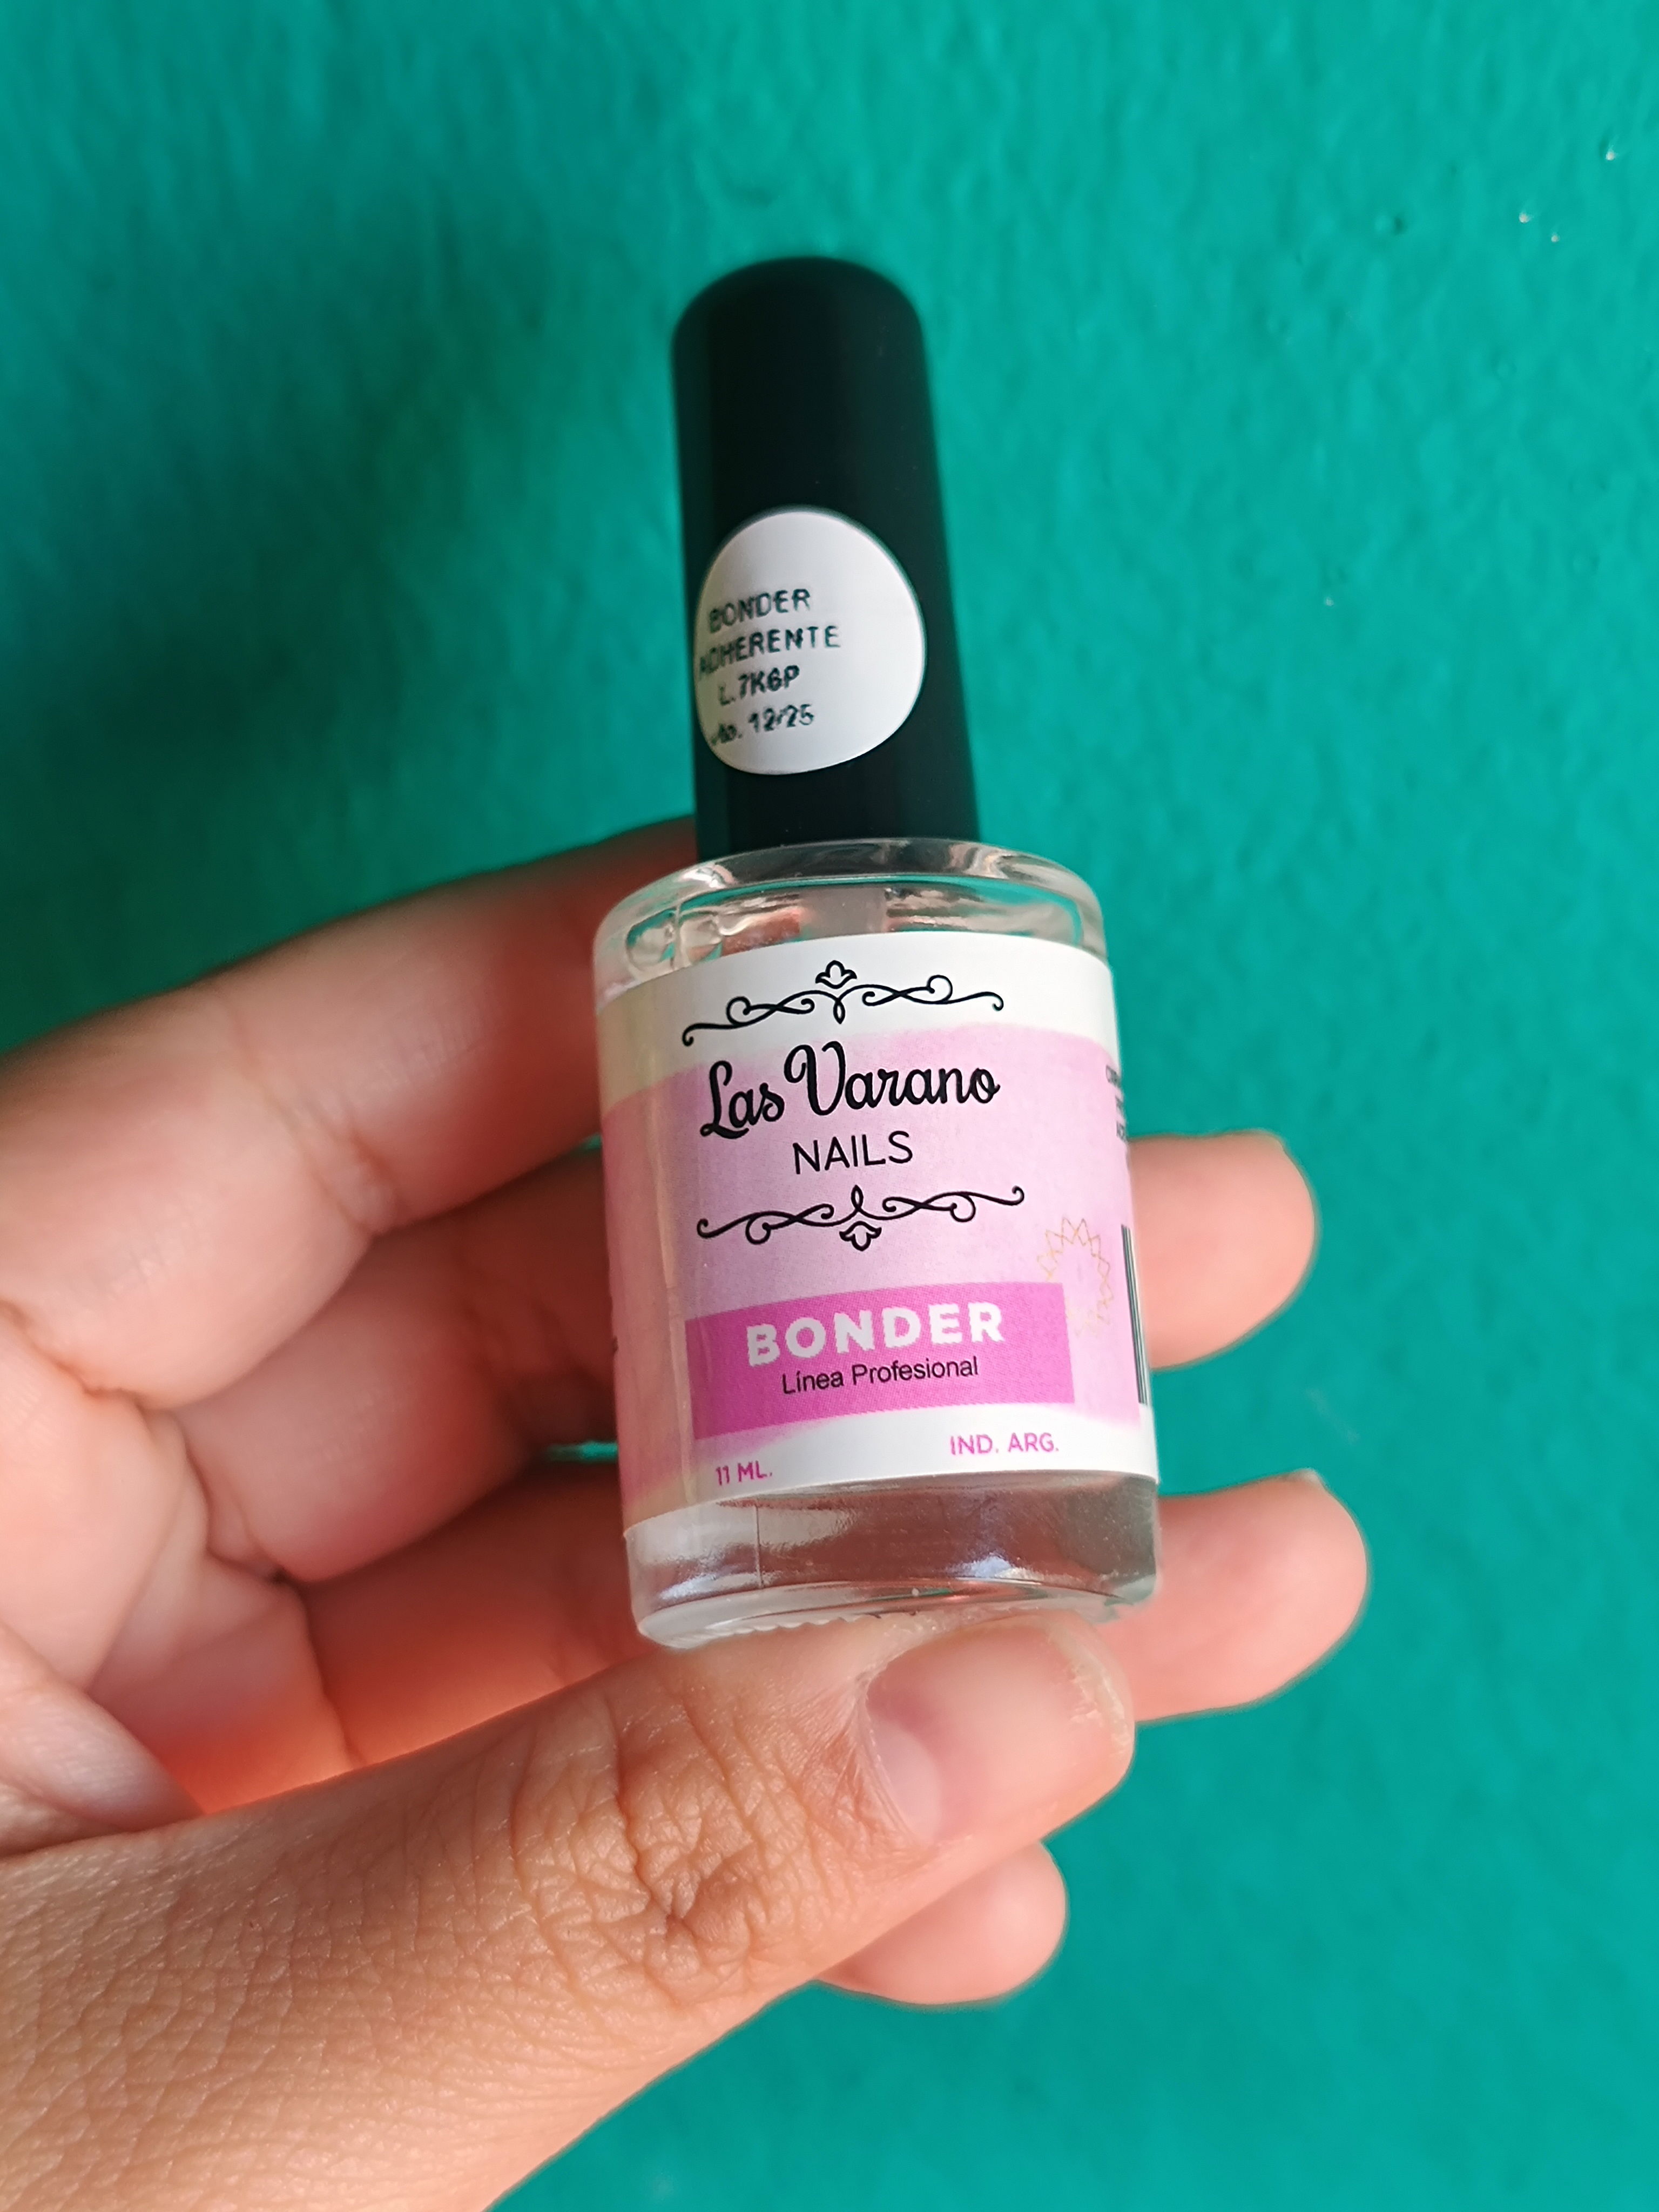 BONDER
ADHERENTE
L.7K6P
Vto. 12/25
Las Varano
NAILS
BONDER
Línea Profesional
IND. ARG.
11 ML.